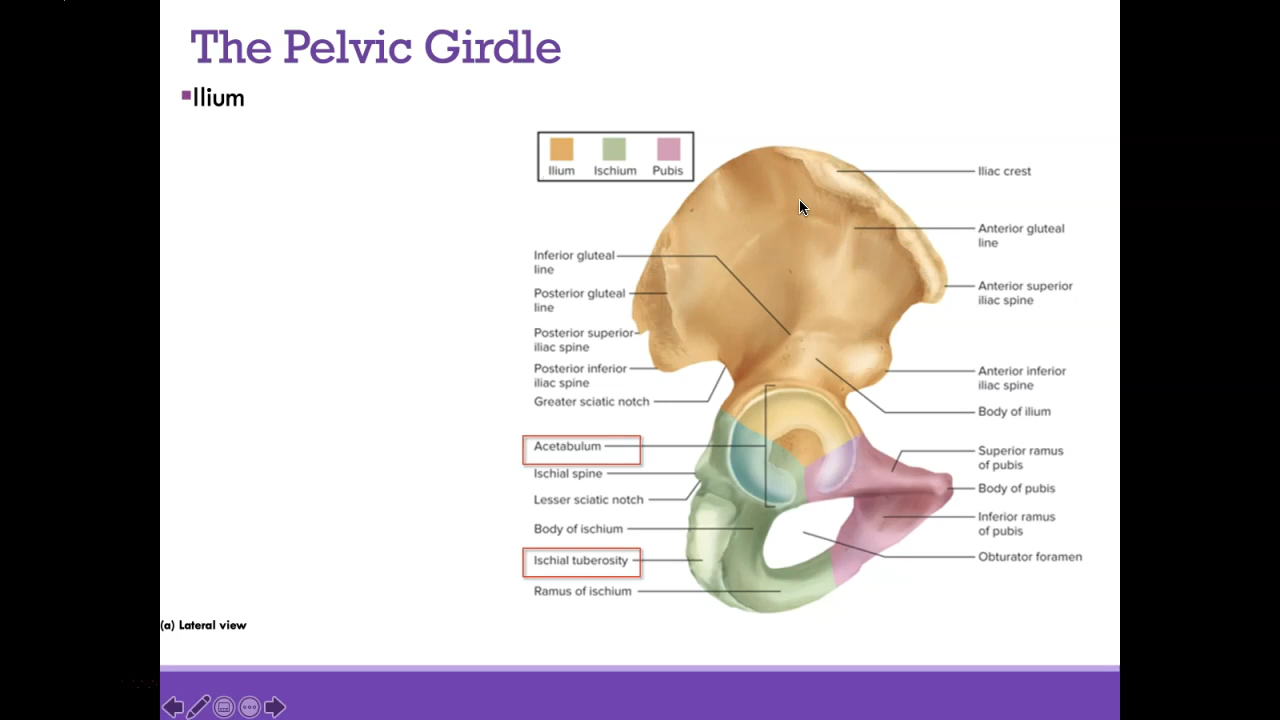 The Pelvic Girdle
Ilium
Ilium Ischium Pubis
Iliac crest
Anterior gluteal
line
Anterior superior
iliac spine
Anterior inferior
iliac spine
Body of ilium
Superior ramus
of pubis
Body of pubis
Inferior ramus
of pubis
Obturator foramen
Inferior gluteal
line
Posterior gluteal
line
Posterior superior
iliac spine
Posterior inferior
iliac spine
Greater sciatic notch
Acetabulum
Ischial spine
Lesser sciatic notch
Body of ischium
Ischial tuberosity
Ramus of ischium
(a) Lateral view